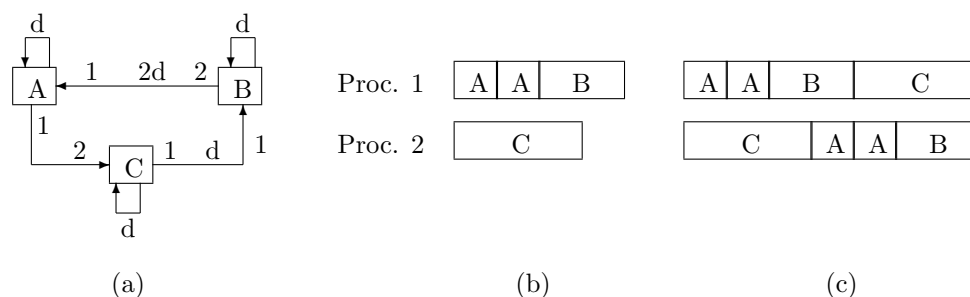 d d
1 2d 2
A B
1 1
2 1 d
C
d
Proc. 1 A A B A A B C
Proc. 2 C C A A B
(a) (b) (c)